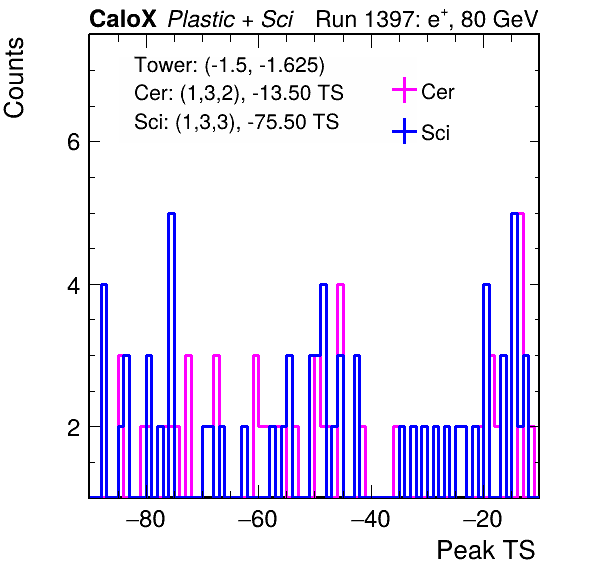 CaloX Plastic + Sci Run 1397: e+, 80 GeV
Counts
Tower: (-1.5, -1.625)
Cer: (1,3,2), -13.50 TS
Sci: (1,3,3), -75.50 TS
Cer
Sci
6
4
2
−80 −60 −40 −20
Peak TS